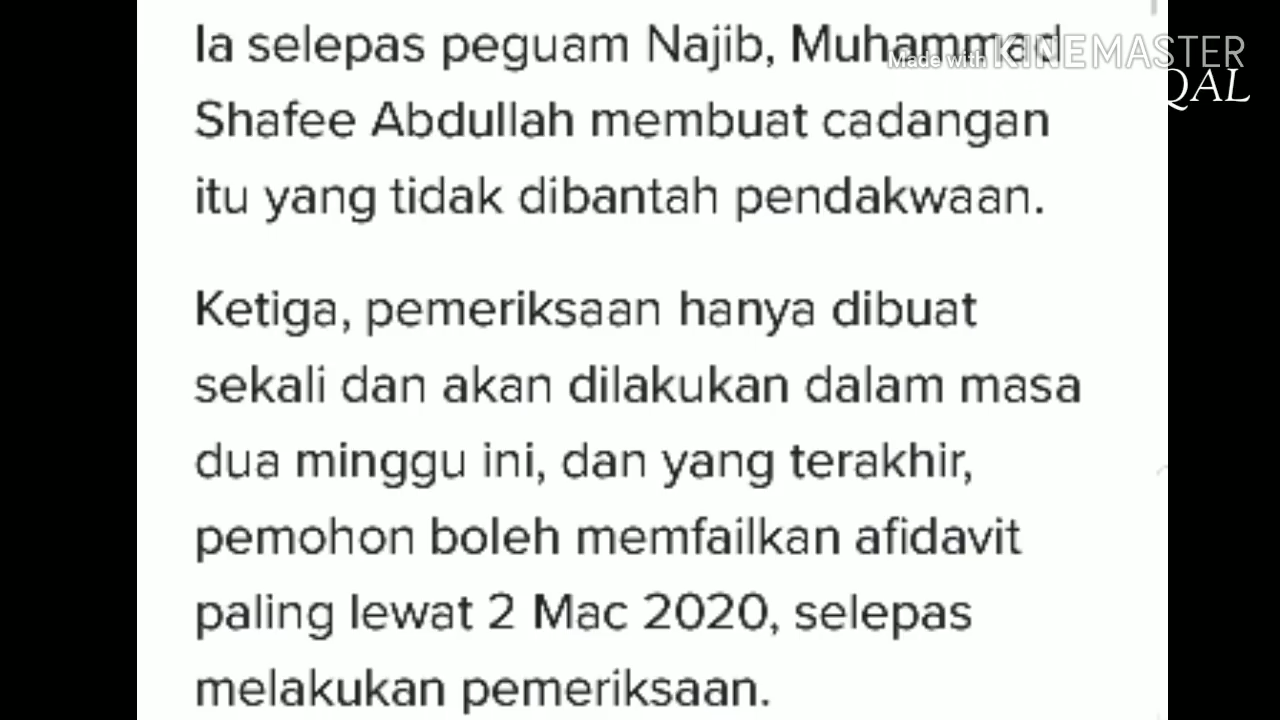 Ia selepas peguam Najib, Muhammad
Made with KINEMASTER
QAL
Shafee Abdullah membuat cadangan
itu yang tidak dibantah pendakwaan.
Ketiga, pemeriksaan hanya dibuat
sekali dan akan dilakukan dalam masa
dua minggu ini, dan yang terakhir,
pemohon boleh memfailkan afidavit
paling lewat 2 Mac 2020, selepas
melakukan pemeriksaan.